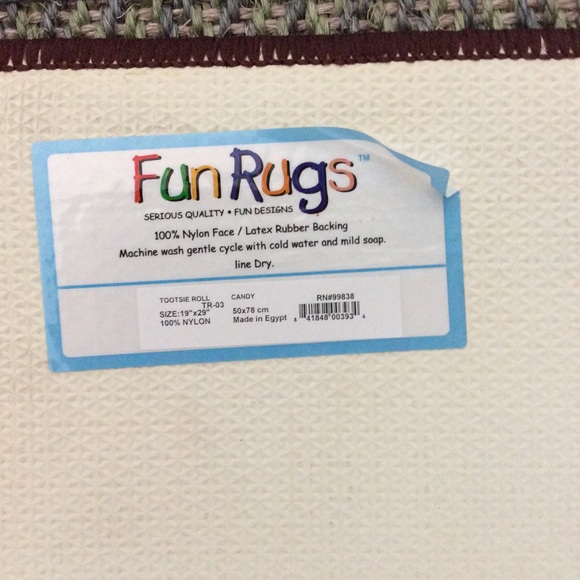 Fun Rugs™
SERIOUS QUALITY • FUN DESIGNS
100% Nylon Face / Latex Rubber Backing
Machine wash gentle cycle with cold water and mild soap.
line Dry.
TOOTSIE ROLL CANDY RN#99838
TR-03
SIZE:19"x29" 50x78 cm
100% NYLON Made in Egypt
8 41848 00393 4